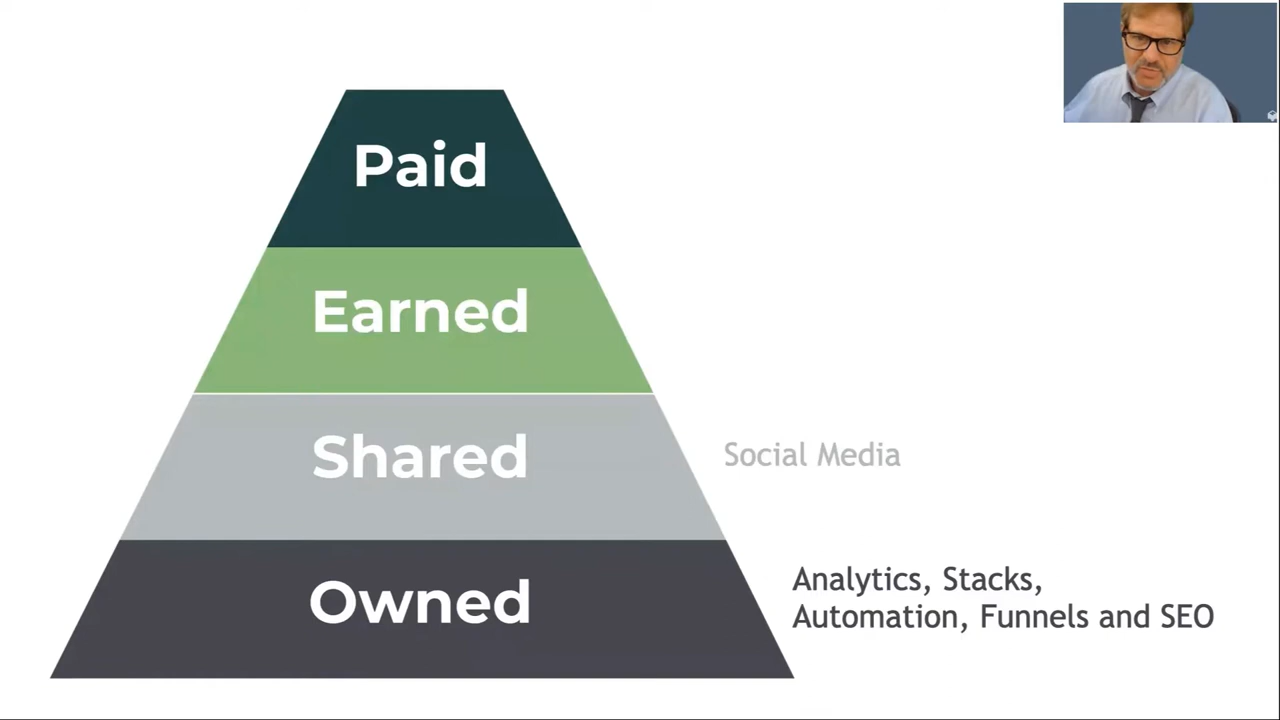 Paid
Earned
Shared
Social Media
Owned
Analytics, Stacks,
Automation, Funnels and SEO